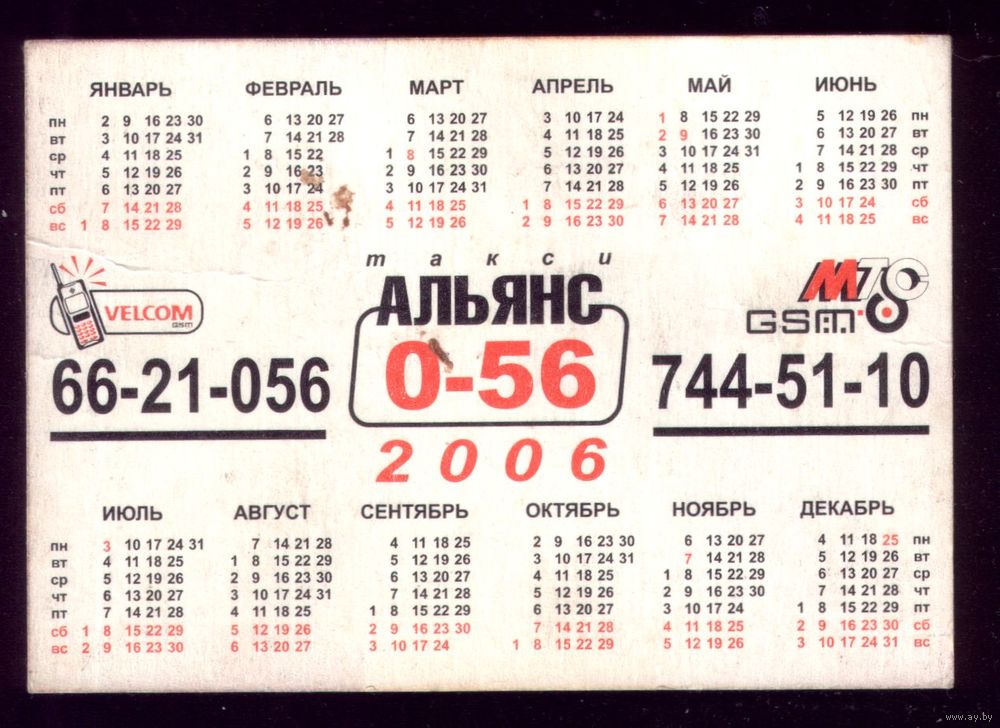 ЯНВАРЬ ФЕВРАЛЬ МАРТ АПРЕЛЬ МАЙ ИЮНЬ
пн 2 9 16 23 30 6 13 20 27 6 13 20 27 3 10 17 24 1 8 15 22 29 5 12 19 26 пн
вт 3 10 17 24 31 7 14 21 28 7 14 21 28 4 11 18 25 2 9 16 23 30 6 13 20 27 вт
ср 4 11 18 25 1 8 15 22 1 8 15 22 29 5 12 19 26 3 10 17 24 31 7 14 21 28 ср
чт 5 12 19 26 2 9 16 23 2 9 16 23 30 6 13 20 27 4 11 18 25 1 8 15 22 29 чт
пт 6 13 20 27 3 10 17 24 3 10 17 24 31 7 14 21 28 5 12 19 26 2 9 16 23 30 пт
сб 7 14 21 28 4 11 18 25 4 11 18 25 1 8 15 22 29 6 13 20 27 3 10 17 24 сб
вс 1 8 15 22 29 5 12 19 26 5 12 19 26 2 9 16 23 30 7 14 21 28 4 11 18 25 вс
такси
АЛЬЯНС
0-56
VELCOM
GSM
66-21-056
МТС
GSM
744-51-10
2006
ИЮЛЬ АВГУСТ СЕНТЯБРЬ ОКТЯБРЬ НОЯБРЬ ДЕКАБРЬ
пн 3 10 17 24 31 7 14 21 28 4 11 18 25 2 9 16 23 30 6 13 20 27 4 11 18 25 пн
вт 4 11 18 25 1 8 15 22 29 5 12 19 26 3 10 17 24 31 7 14 21 28 5 12 19 26 вт
ср 5 12 19 26 2 9 16 23 30 6 13 20 27 4 11 18 25 1 8 15 22 29 6 13 20 27 ср
чт 6 13 20 27 3 10 17 24 31 7 14 21 28 5 12 19 26 2 9 16 23 30 7 14 21 28 чт
пт 7 14 21 28 4 11 18 25 1 8 15 22 29 6 13 20 27 3 10 17 24 1 8 15 22 29 пт
сб 1 8 15 22 29 5 12 19 26 2 9 16 23 30 7 14 21 28 4 11 18 25 2 9 16 23 30 сб
вс 2 9 16 23 30 6 13 20 27 3 10 17 24 1 8 15 22 29 5 12 19 26 3 10 17 24 31 вс
www.ay.by